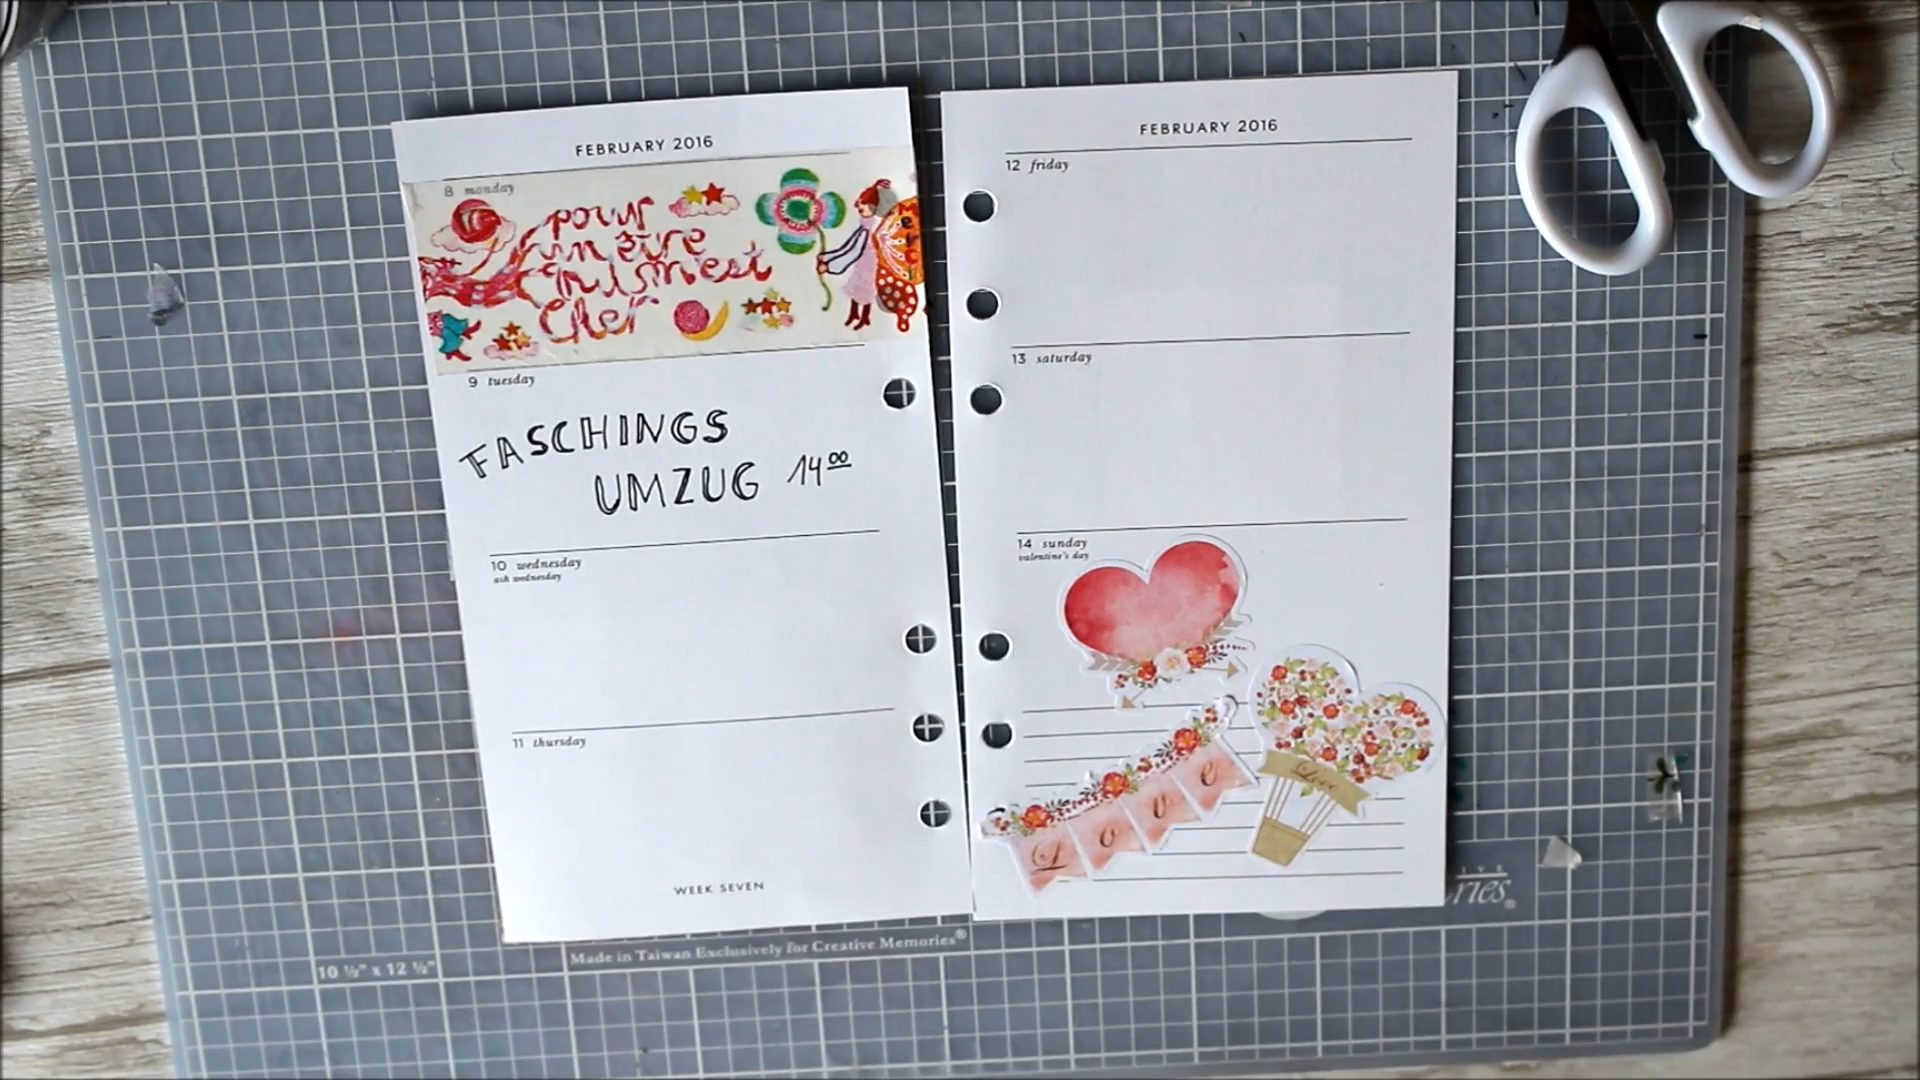 FEBRUARY 2016
8 monday
pour
un être
qui m'est
cher
Merci
9 tuesday
FASCHINGS
UMZUG 14⁰⁰
10 wednesday
ash wednesday
11 thursday
WEEK SEVEN
FEBRUARY 2016
12 friday
13 saturday
14 sunday
valentine's day
Love
Made in Taiwan Exclusively for Creative Memories®
10 ½" x 12 ½"